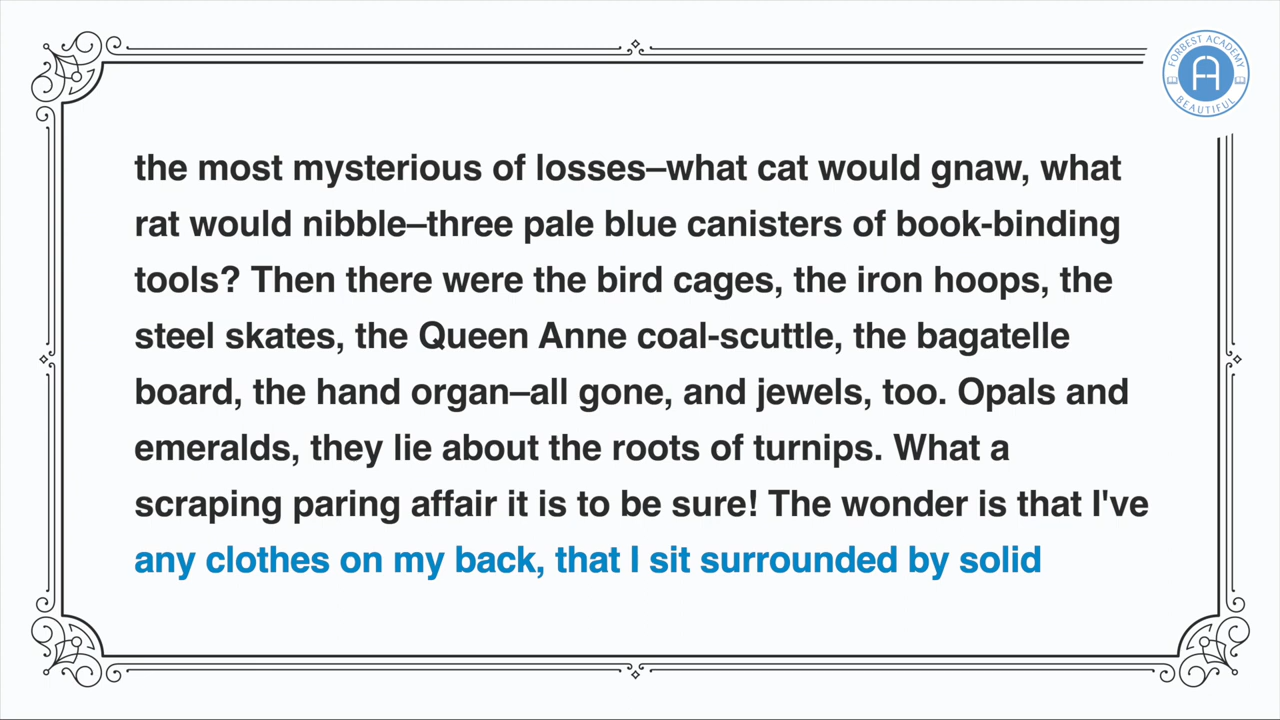 FORBEST ACADEMY
A
BEAUTIFUL
the most mysterious of losses–what cat would gnaw, what
rat would nibble–three pale blue canisters of book-binding
tools? Then there were the bird cages, the iron hoops, the
steel skates, the Queen Anne coal-scuttle, the bagatelle
board, the hand organ–all gone, and jewels, too. Opals and
emeralds, they lie about the roots of turnips. What a
scraping paring affair it is to be sure! The wonder is that I've
any clothes on my back, that I sit surrounded by solid